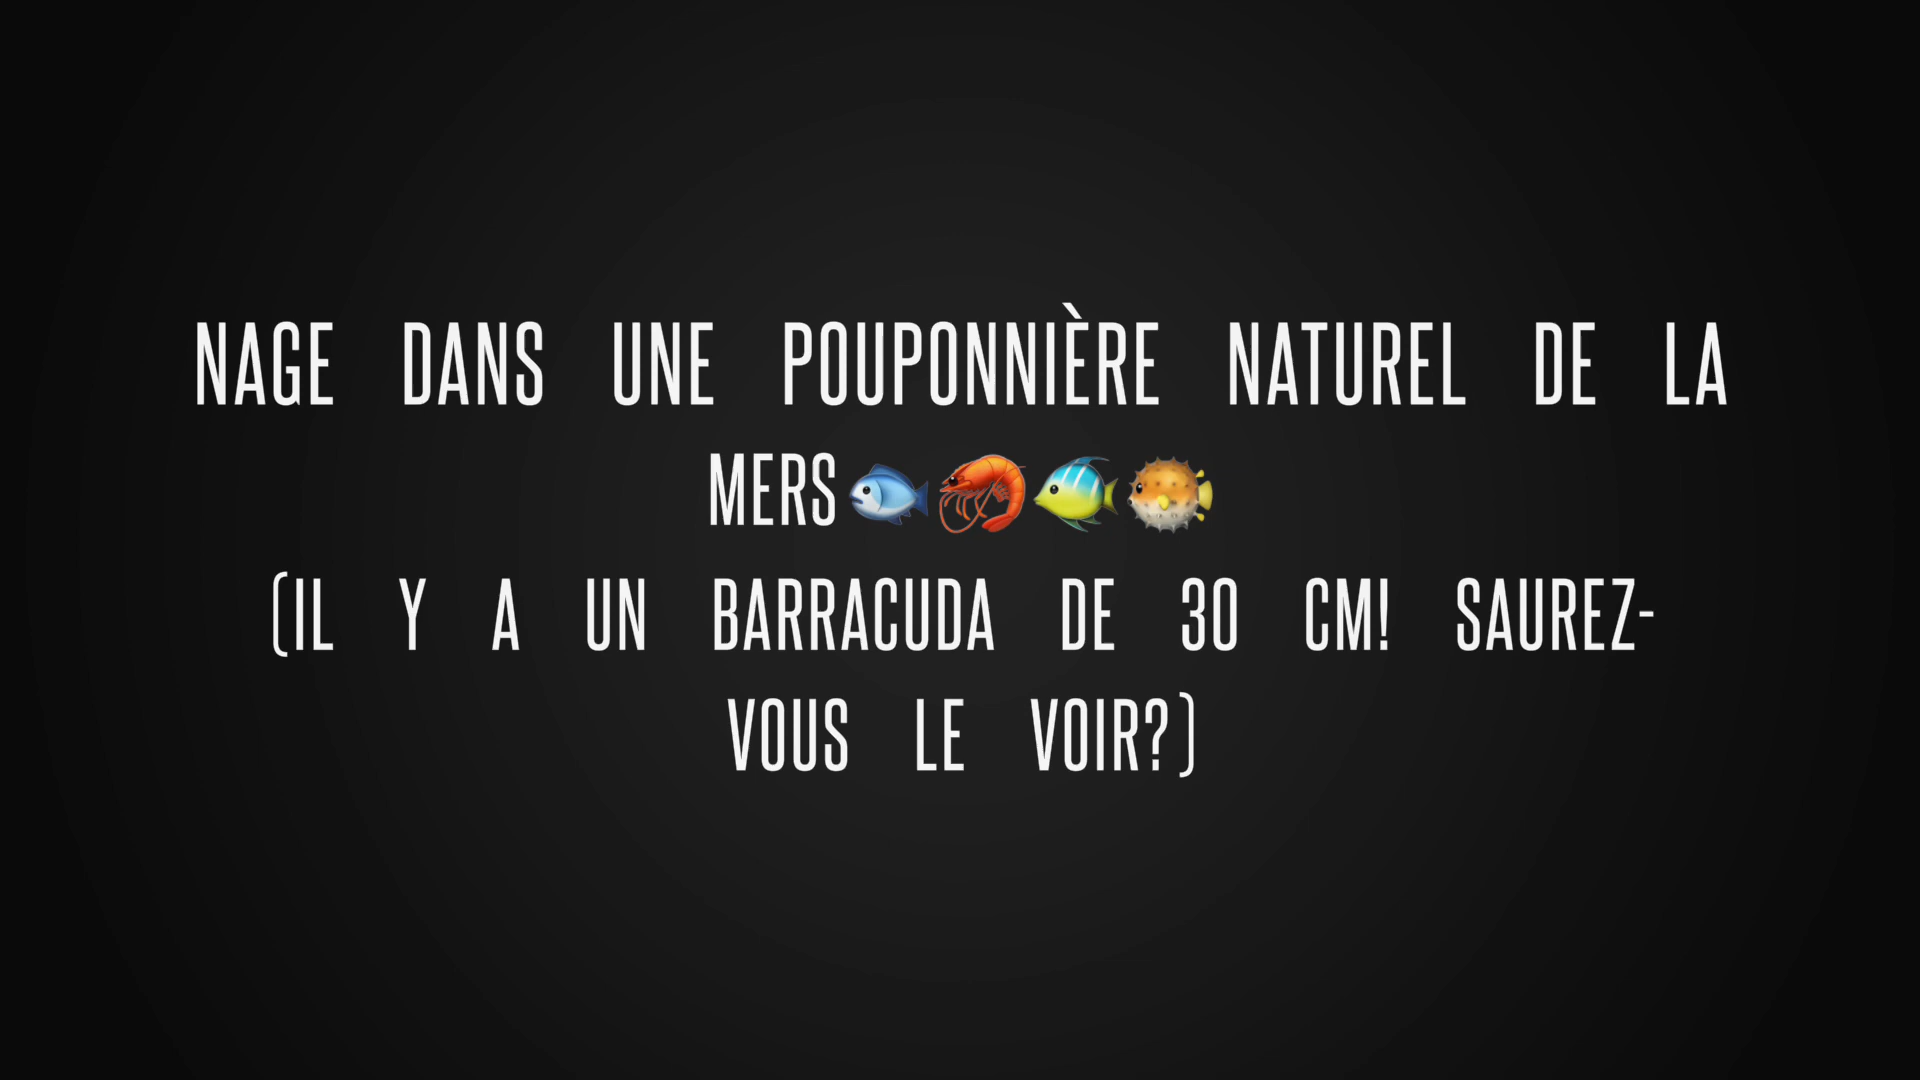 NAGE DANS UNE POUPONNIÈRE NATUREL DE LA
MERS🐟🦐🐠🐡
(IL Y A UN BARRACUDA DE 30 CM! SAUREZ-
VOUS LE VOIR?)